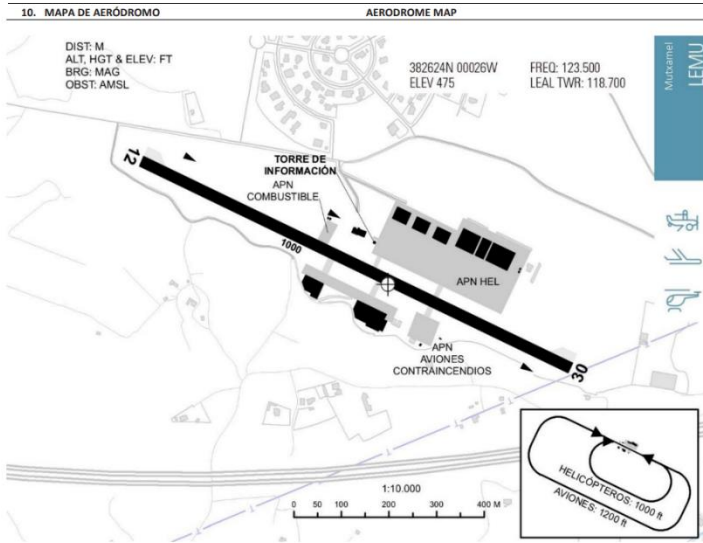 10. MAPA DE AERÓDROMO
AERODROME MAP
DIST: M
ALT, HGT & ELEV: FT
BRG: MAG
OBST: AMSL
382624N 00026W
ELEV 475
FREQ: 123.500
LEAL TWR: 118.700
Mutxamel
LEMU
12
TORRE DE
INFORMACIÓN
APN
COMBUSTIBLE
1000
APN HEL
APN
AVIONES
CONTRAINCENDIOS
30
HELICÓPTEROS: 1000 ft
AVIONES: 1200 ft
1:10.000
0 50 100 200 300 400 M